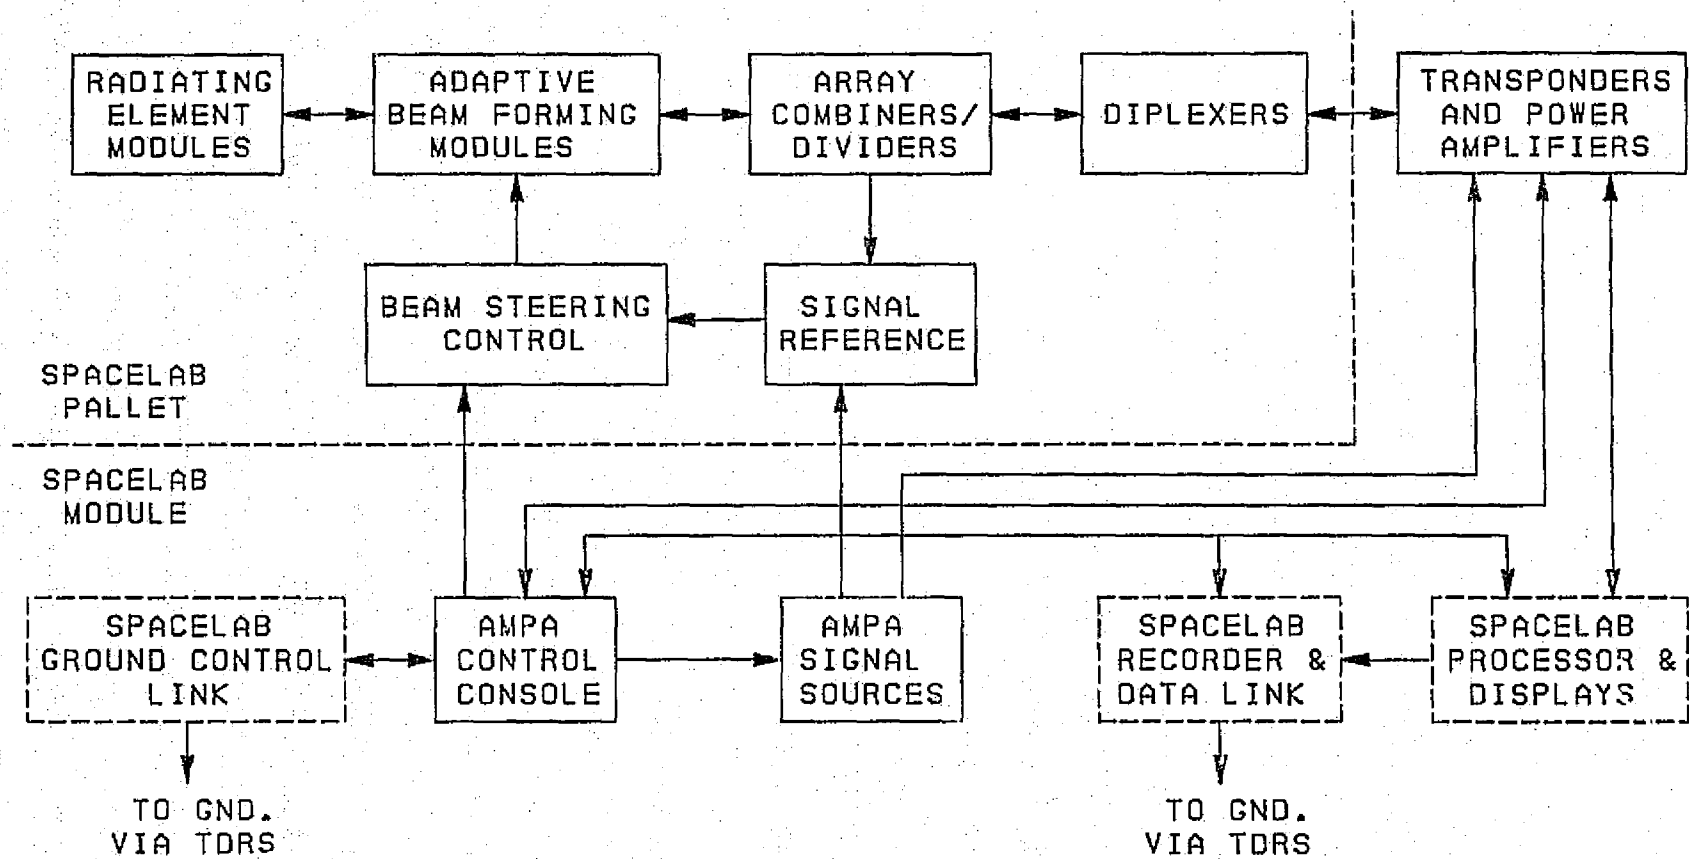 RADIATING
ELEMENT
MODULES
ADAPTIVE
BEAM FORMING
MODULES
ARRAY
COMBINERS/
DIVIDERS
DIPLEXERS
TRANSPONDERS
AND POWER
AMPLIFIERS
BEAM STEERING
CONTROL
SIGNAL
REFERENCE
SPACELAB
PALLET
SPACELAB
MODULE
SPACELAB
GROUND CONTROL
LINK
AMPA
CONTROL
CONSOLE
AMPA
SIGNAL
SOURCES
SPACELAB
RECORDER &
DATA LINK
SPACELAB
PROCESSOR &
DISPLAYS
TO GND.
VIA TDRS
TO GND.
VIA TDRS